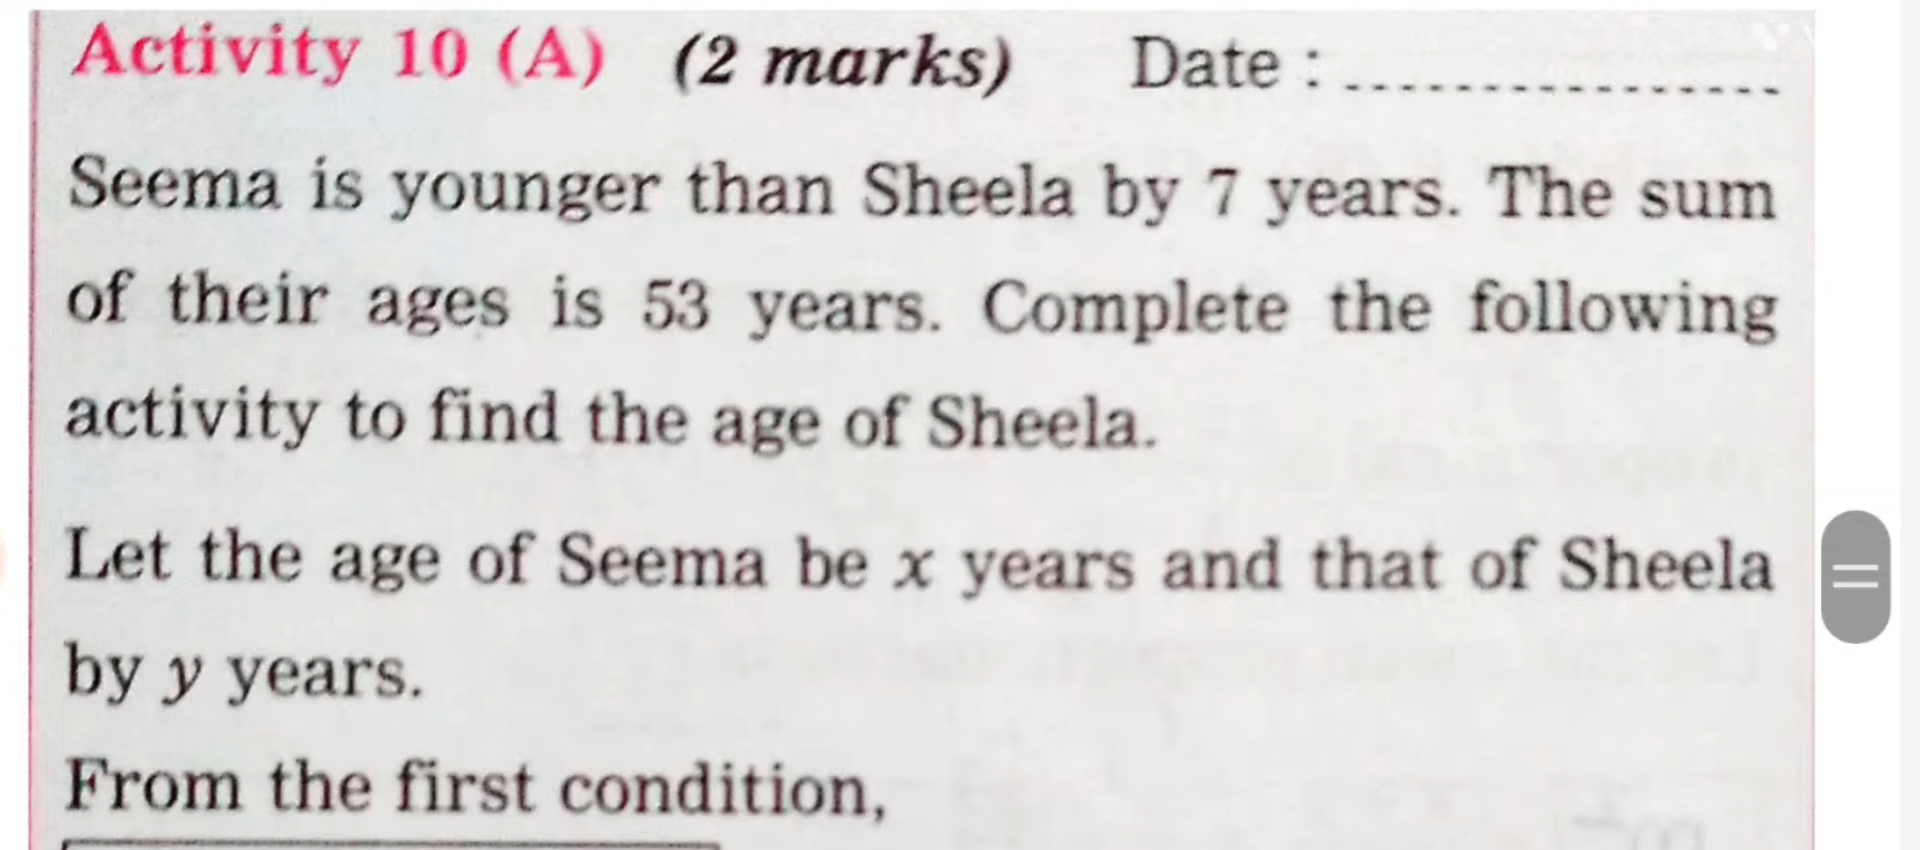 Activity 10 (A) (2 marks) Date : ................
Seema is younger than Sheela by 7 years. The sum
of their ages is 53 years. Complete the following
activity to find the age of Sheela.
Let the age of Seema be x years and that of Sheela
by y years.
From the first condition,